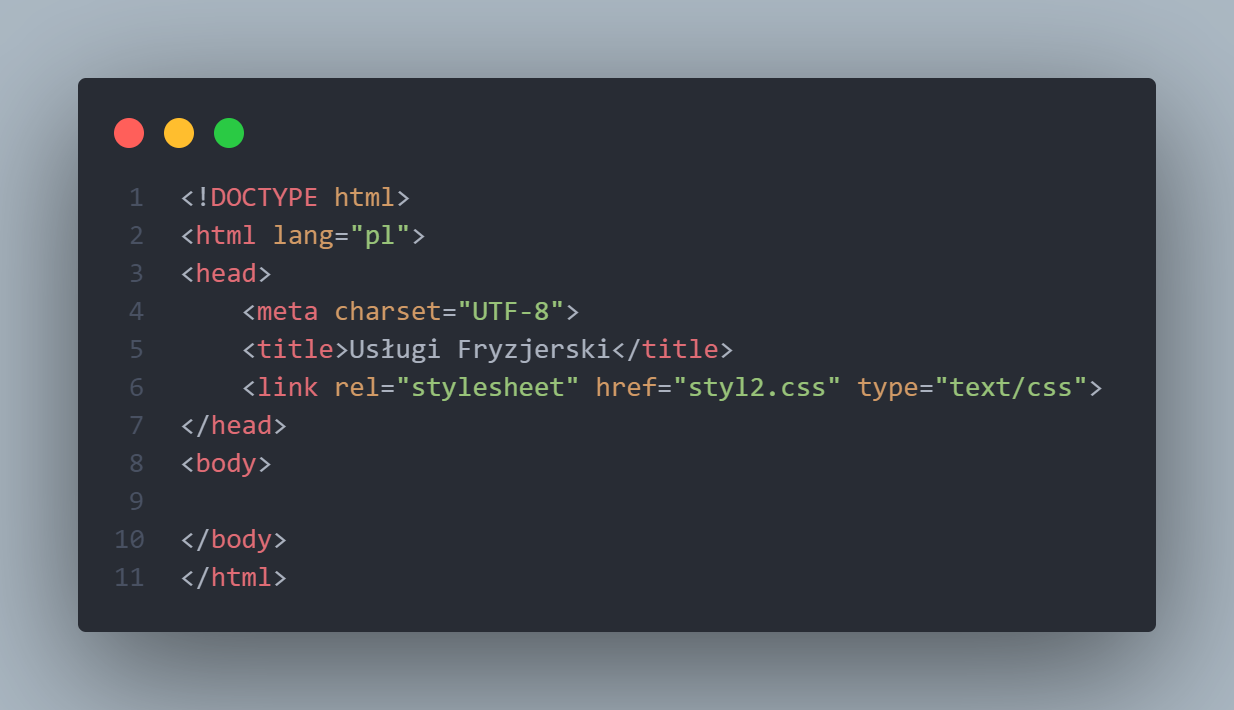 1 <!DOCTYPE html>
2 <html lang="pl">
3 <head>
4     <meta charset="UTF-8">
5     <title>Usługi Fryzjerski</title>
6     <link rel="stylesheet" href="styl2.css" type="text/css">
7 </head>
8 <body>
9
10 </body>
11 </html>